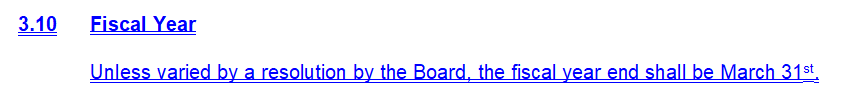 3.10 Fiscal Year
Unless varied by a resolution by the Board, the fiscal year end shall be March 31st.